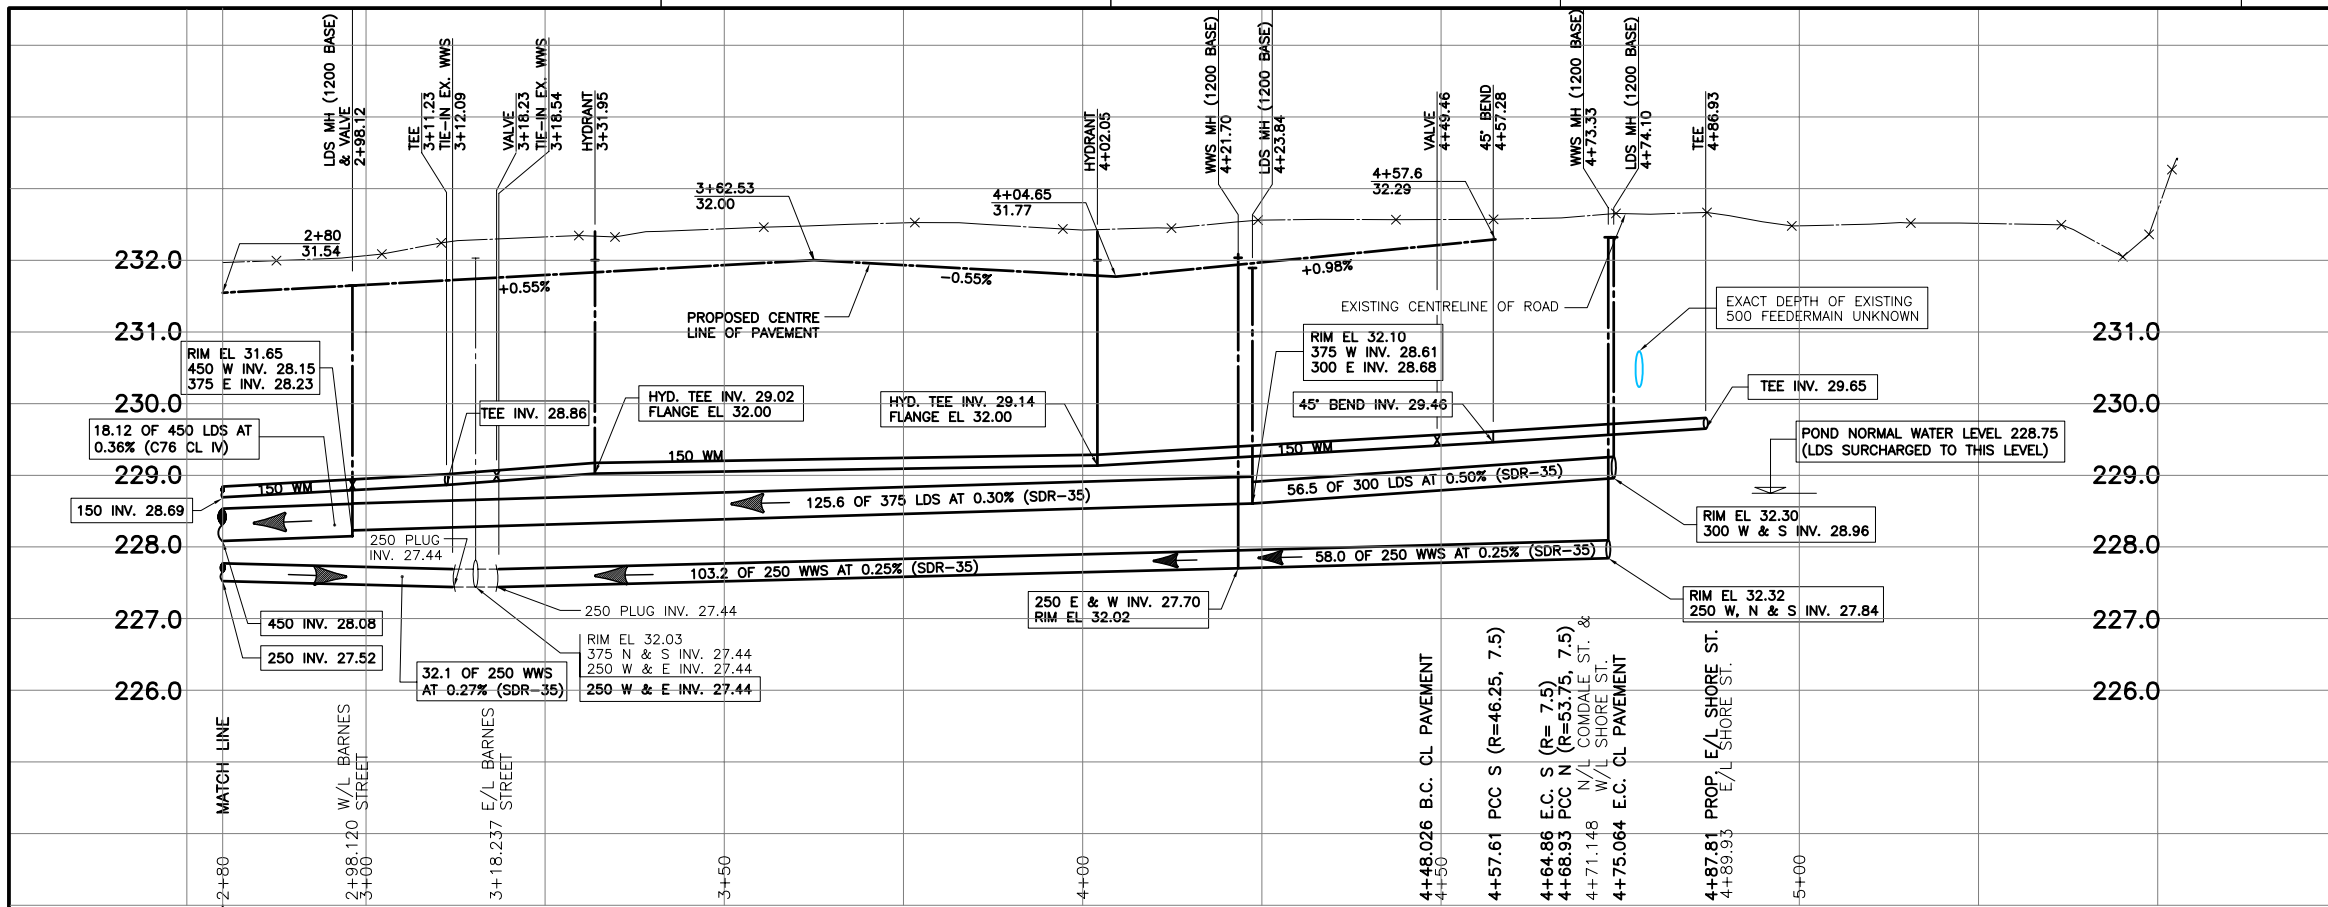 LDS MH (1200 BASE)
& VALVE
2+98.12
TEE
3+11.23
TIE-IN EX. WWS
3+12.09
VALVE
3+18.23
TIE-IN EX. WWS
3+18.54
HYDRANT
3+31.95
HYDRANT
4+02.05
WWS MH (1200 BASE)
4+21.70
LDS MH (1200 BASE)
4+23.84
VALVE
4+49.46
45° BEND
4+57.28
WWS MH (1200 BASE)
4+73.33
LDS MH (1200 BASE)
4+74.10
TEE
4+86.93
2+80
31.54
3+62.53
32.00
4+04.65
31.77
4+57.6
32.29
232.0
+0.55%
-0.55%
+0.98%
PROPOSED CENTRE
LINE OF PAVEMENT
EXISTING CENTRELINE OF ROAD
EXACT DEPTH OF EXISTING
500 FEEDERMAIN UNKNOWN
231.0
231.0
RIM EL 31.65
450 W INV. 28.15
375 E INV. 28.23
RIM EL 32.10
375 W INV. 28.61
300 E INV. 28.68
230.0
230.0
TEE INV. 28.86
HYD. TEE INV. 29.02
FLANGE EL 32.00
HYD. TEE INV. 29.14
FLANGE EL 32.00
45° BEND INV. 29.46
TEE INV. 29.65
18.12 OF 450 LDS AT
0.36% (C76 CL IV)
150 WM
150 WM
150 WM
POND NORMAL WATER LEVEL 228.75
(LDS SURCHARGED TO THIS LEVEL)
229.0
229.0
150 INV. 28.69
125.6 OF 375 LDS AT 0.30% (SDR-35)
56.5 OF 300 LDS AT 0.50% (SDR-35)
RIM EL 32.30
300 W & S INV. 28.96
228.0
228.0
250 PLUG
INV. 27.44
103.2 OF 250 WWS AT 0.25% (SDR-35)
58.0 OF 250 WWS AT 0.25% (SDR-35)
250 PLUG INV. 27.44
250 E & W INV. 27.70
RIM EL 32.02
RIM EL 32.32
250 W, N & S INV. 27.84
227.0
227.0
450 INV. 28.08
250 INV. 27.52
32.1 OF 250 WWS
AT 0.27% (SDR-35)
RIM EL 32.03
375 N & S INV. 27.44
250 W & E INV. 27.44
250 W & E INV. 27.44
226.0
226.0
MATCH LINE
2+80
2+98.120 W/L BARNES
STREET
3+00
3+18.237 E/L BARNES
STREET
3+50
4+00
4+48.026 B.C. CL PAVEMENT
4+50
4+57.61 PCC S (R=46.25, 7.5)
4+64.86 E.C. S (R= 7.5)
4+68.93 PCC N (R=53.75, 7.5)
4+71.148 N/L COMDALE ST. &
W/L SHORE ST.
4+75.064 E.C. CL PAVEMENT
4+87.81 PROP. E/L SHORE ST.
4+89.93 E/L SHORE ST.
5+00